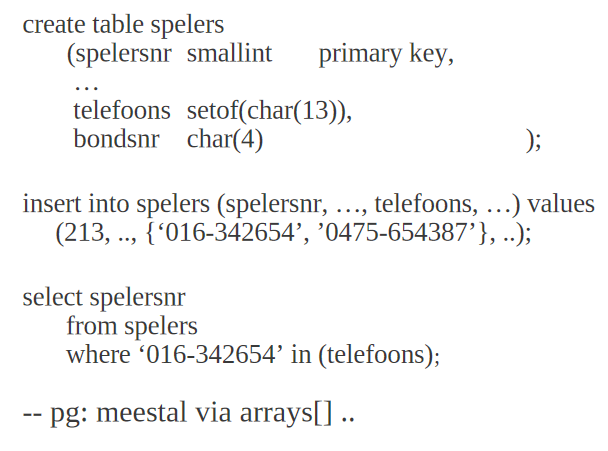 create table spelers
(spelersnr smallint primary key,
…
telefoons setof(char(13)),
bondsnr char(4) );
insert into spelers (spelersnr, …, telefoons, …) values
(213, .., {‘016-342654’, ’0475-654387’}, ..);
select spelersnr
from spelers
where ‘016-342654’ in (telefoons);
-- pg: meestal via arrays[] ..